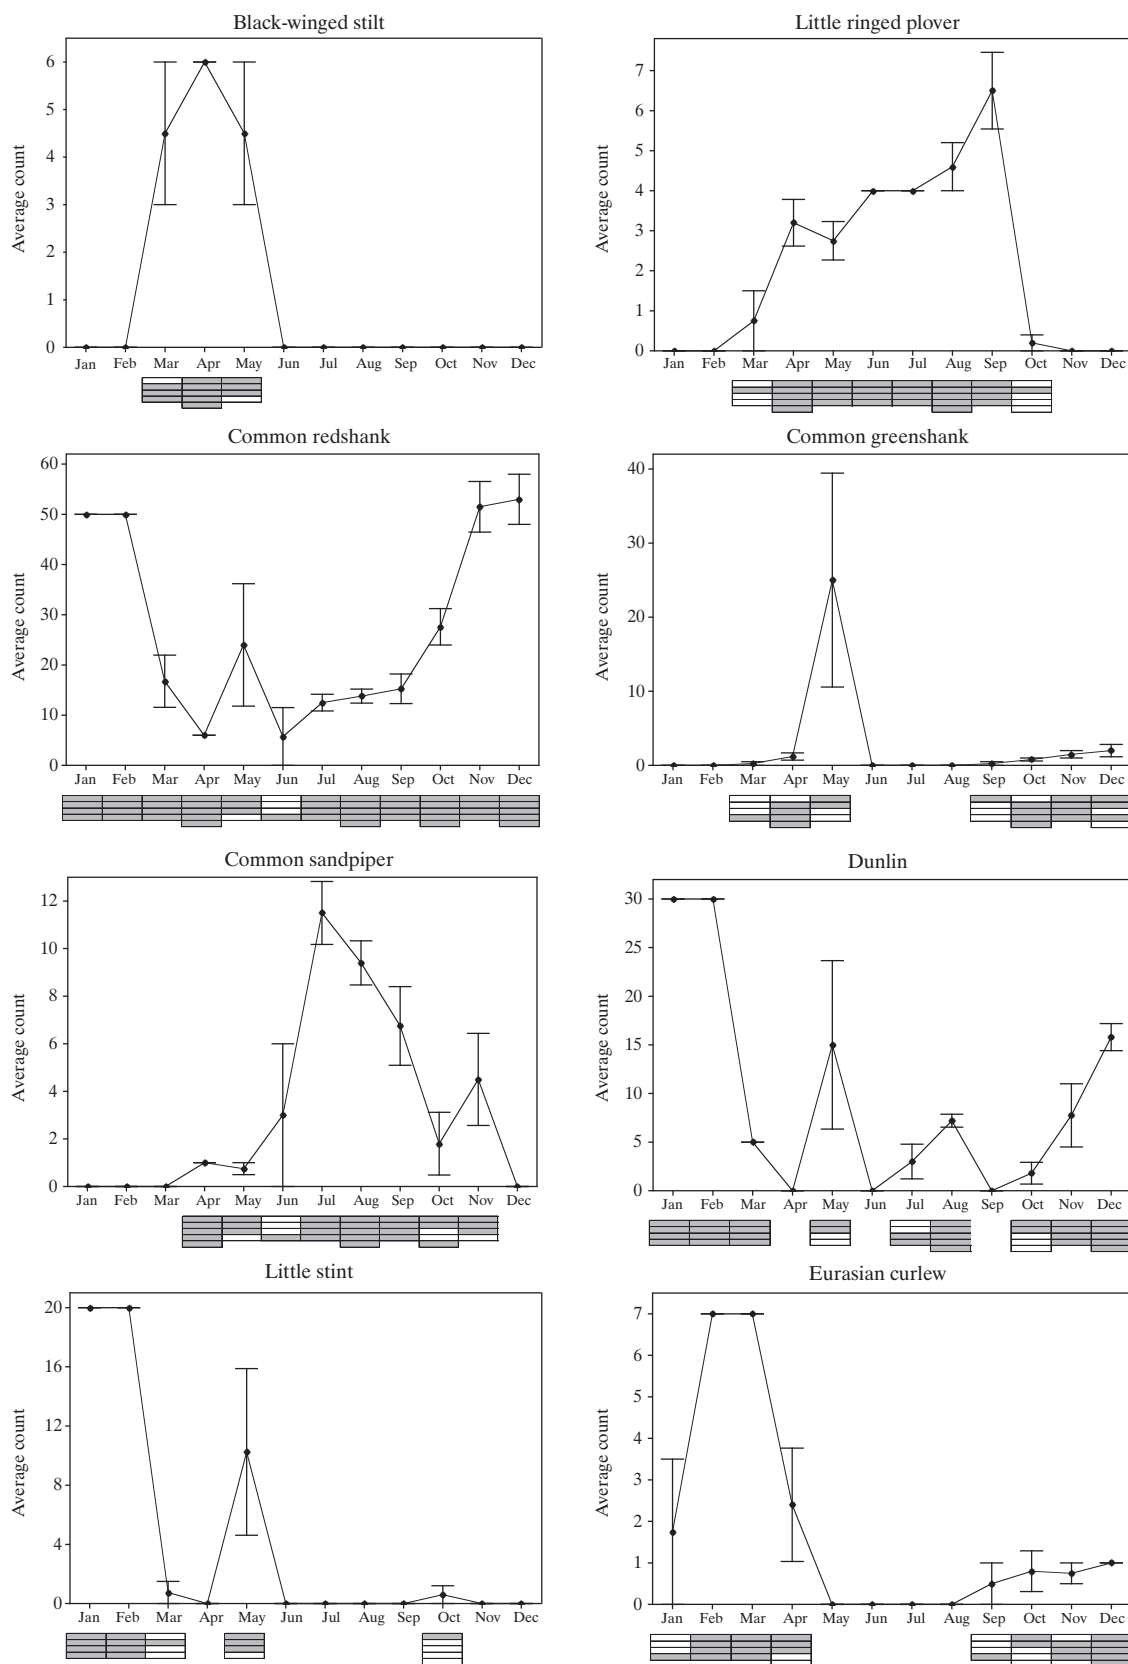 Black-winged stilt
Average count
6
5
4
3
2
1
0
Jan Feb Mar Apr May Jun Jul Aug Sep Oct Nov Dec
Little ringed plover
Average count
7
6
5
4
3
2
1
0
Jan Feb Mar Apr May Jun Jul Aug Sep Oct Nov Dec
Common redshank
Average count
60
50
40
30
20
10
0
Jan Feb Mar Apr May Jun Jul Aug Sep Oct Nov Dec
Common greenshank
Average count
40
30
20
10
0
Jan Feb Mar Apr May Jun Jul Aug Sep Oct Nov Dec
Common sandpiper
Average count
12
10
8
6
4
2
0
Jan Feb Mar Apr May Jun Jul Aug Sep Oct Nov Dec
Dunlin
Average count
30
25
20
15
10
5
0
Jan Feb Mar Apr May Jun Jul Aug Sep Oct Nov Dec
Little stint
Average count
20
16
12
8
4
0
Jan Feb Mar Apr May Jun Jul Aug Sep Oct Nov Dec
Eurasian curlew
Average count
7
6
5
4
3
2
1
0
Jan Feb Mar Apr May Jun Jul Aug Sep Oct Nov Dec